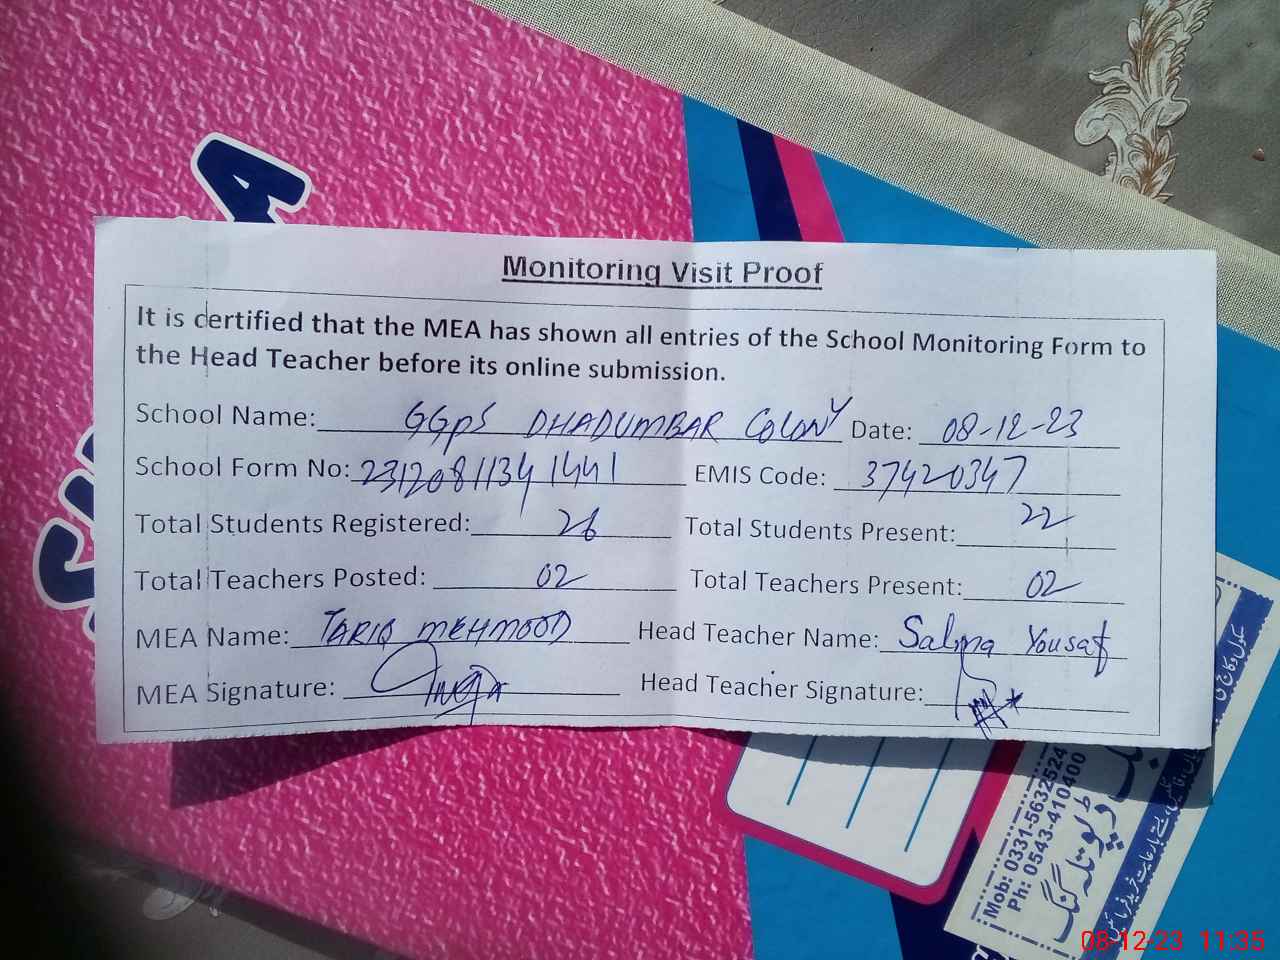 Monitoring Visit Proof
It is certified that the MEA has shown all entries of the School Monitoring Form to
the Head Teacher before its online submission.
School Name: GGPS DHADUMBAR COLONY Date: 08-12-23
School Form No: 23120811341441 EMIS Code: 37420347
Total Students Registered: 26 Total Students Present: 22
Total Teachers Posted: 02 Total Teachers Present: 02
MEA Name: TARIQ MEHMOOD Head Teacher Name: Salma Yousaf
MEA Signature: Head Teacher Signature:
Mob: 0331-5632524
Ph: 0543-410400
08-12-23 11:35